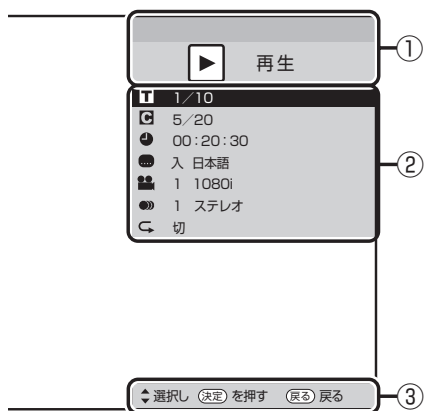 再生
①
T 1/10
C 5/20
00:20:30
入 日本語
②
1 1080i
1 ステレオ
切
選択し 決定 を押す 戻る 戻る
③